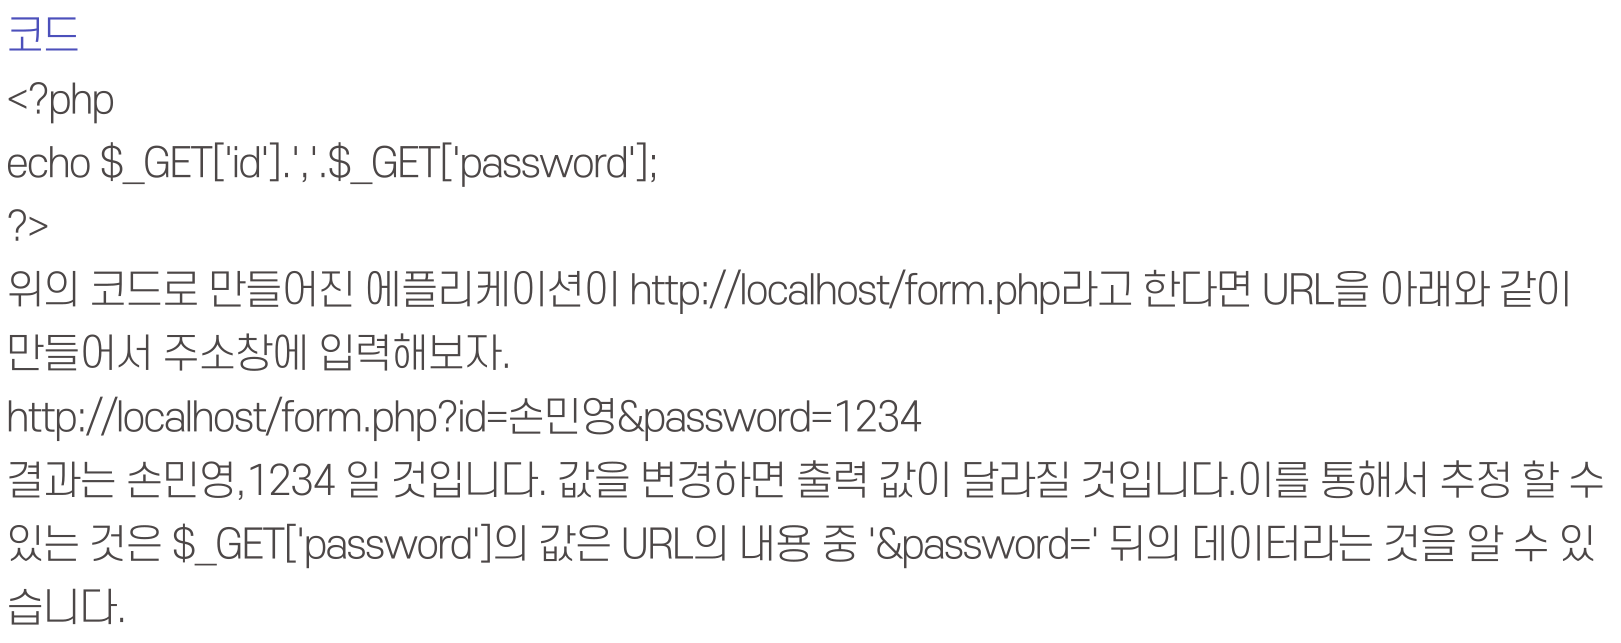 코드
<?php
echo $_GET['id'].','.$_GET['password'];
?>
위의 코드로 만들어진 에플리케이션이 http://localhost/form.php라고 한다면 URL을 아래와 같이
만들어서 주소창에 입력해보자.
http://localhost/form.php?id=손민영&password=1234
결과는 손민영,1234 일 것입니다. 값을 변경하면 출력 값이 달라질 것입니다.이를 통해서 추정 할 수
있는 것은 $_GET['password']의 값은 URL의 내용 중 '&password=' 뒤의 데이터라는 것을 알 수 있
습니다.